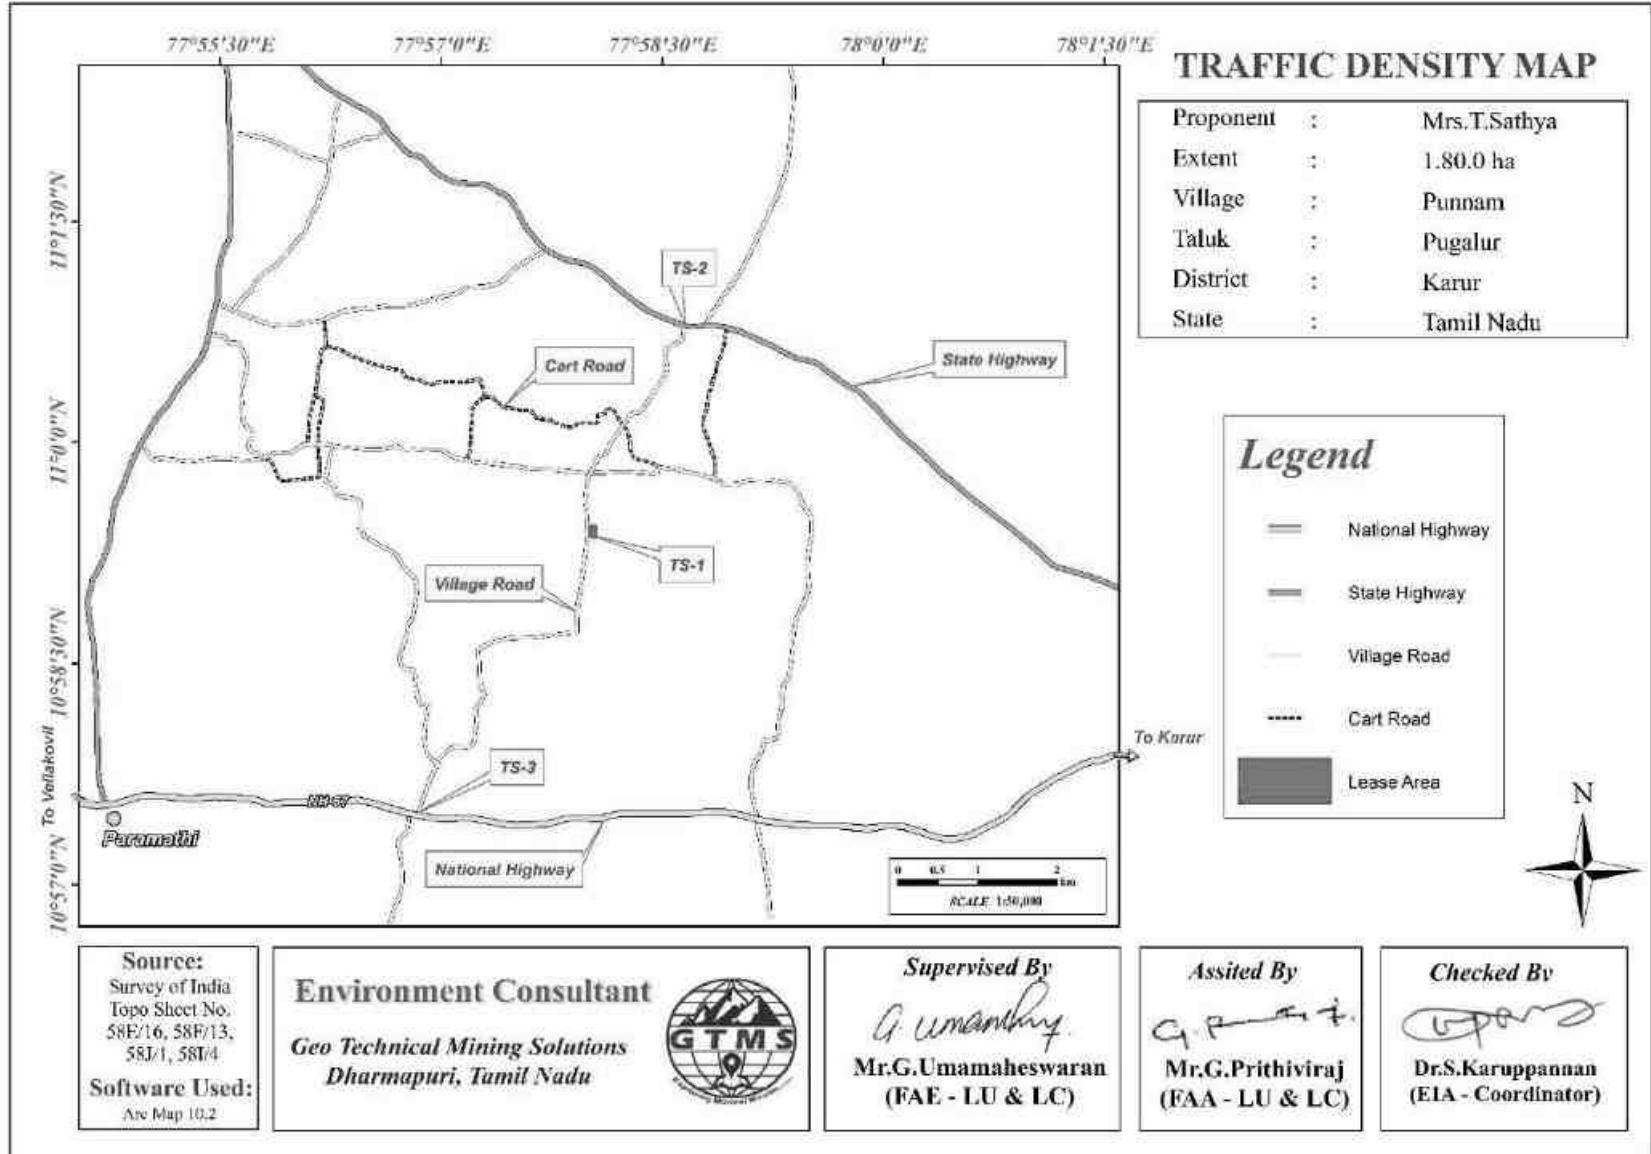 77°55'30"E 77°57'0"E 77°58'30"E 78°0'0"E 78°1'30"E
TRAFFIC DENSITY MAP
Proponent : Mrs.T.Sathya
Extent : 1.80.0 ha
Village : Punnam
Taluk : Pugalur
District : Karur
State : Tamil Nadu
11°1'30"N
11°0'0"N
10°58'30"N
10°57'0"N
TS-2
Cart Road
State Highway
TS-1
Village Road
TS-3
To Karur
To Vellakovil
NH-67
Paramathi
National Highway
0 0.5 1 2
km
SCALE 1:50,000
Legend
National Highway
State Highway
Village Road
Cart Road
Lease Area
N
Source:
Survey of India
Topo Sheet No.
58E/16, 58F/13,
58J/1, 58I/4
Software Used:
Arc Map 10.2
Environment Consultant
Geo Technical Mining Solutions
Dharmapuri, Tamil Nadu
GTMS
Supervised By
G. Umamhes.
Mr.G.Umamaheswaran
(FAE - LU & LC)
Assited By
Mr.G.Prithiviraj
(FAA - LU & LC)
Checked By
Dr.S.Karuppannan
(EIA - Coordinator)